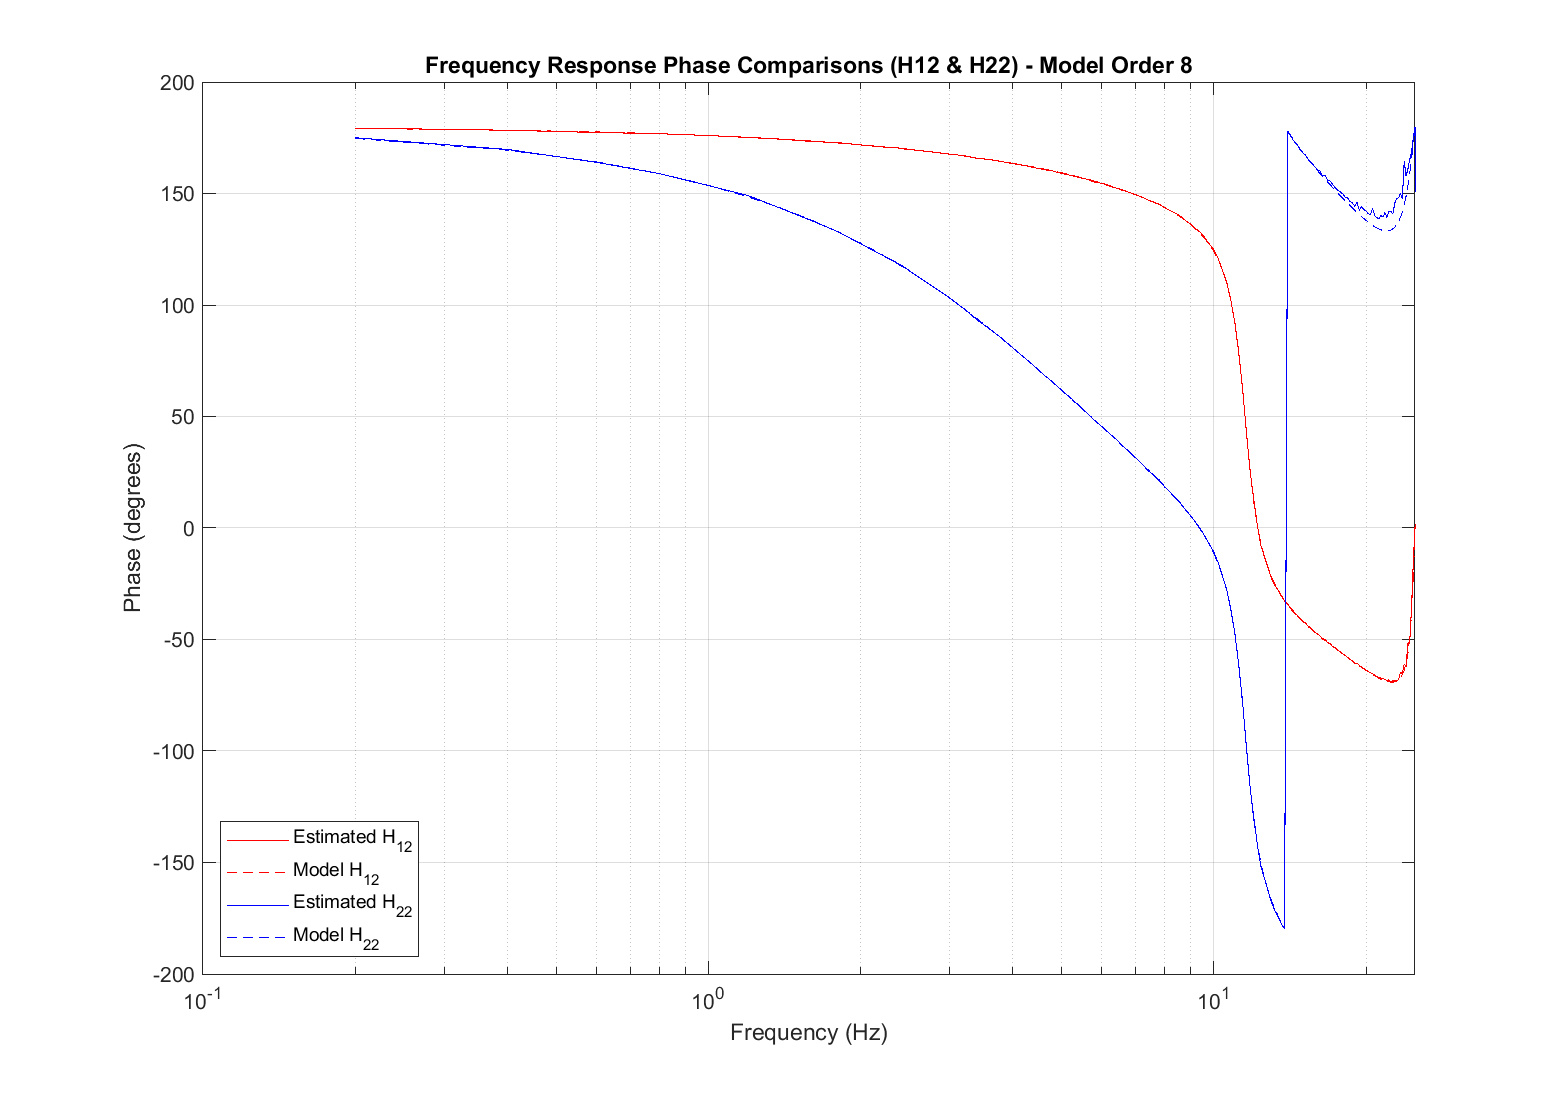 Frequency Response Phase Comparisons (H12 & H22) - Model Order 8
200
150
100
50
0
-50
-100
-150
-200
Phase (degrees)
Estimated H12
Model H12
Estimated H22
Model H22
10-1
100
101
Frequency (Hz)